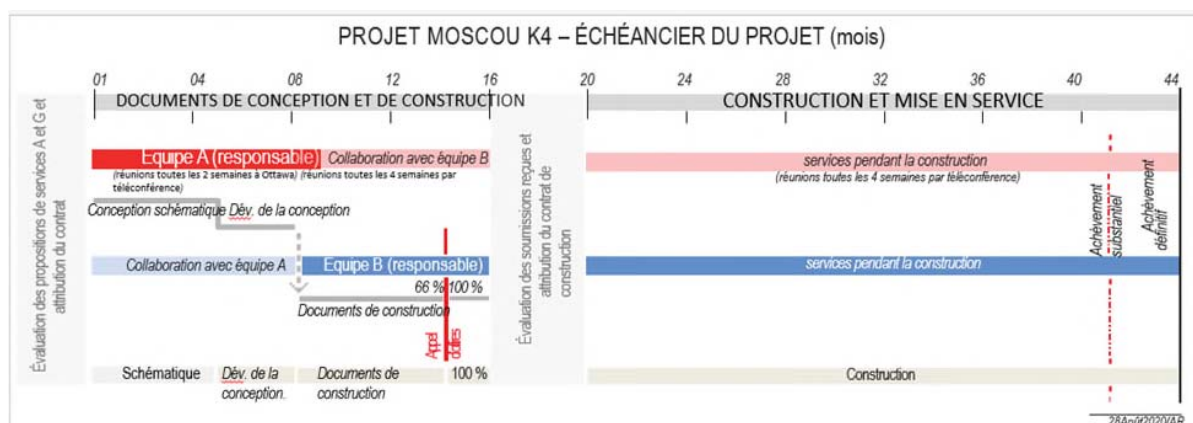 PROJET MOSCOU K4 – ÉCHÉANCIER DU PROJET (mois)
01 04 08 12 16 20 24 28 32 36 40 44
DOCUMENTS DE CONCEPTION ET DE CONSTRUCTION
CONSTRUCTION ET MISE EN SERVICE
Évaluation des propositions de services A et G et
attribution du contrat
Equipe A (responsable)
Collaboration avec équipe B
(réunions toutes les 2 semaines à Ottawa)
téléconférence)
(réunions toutes les 4 semaines par
Conception schématique
Dév. de la conception
Collaboration avec équipe A
Equipe B (responsable)
66 % 100 %
Documents de construction
Appel
d'offres
Schématique
Dév. de la
conception.
Documents de
construction
100 %
Évaluation des soumissions reçues et
attribution du contrat de
construction
services pendant la construction
(réunions toutes les 4 semaines par téléconférence)
services pendant la construction
Achèvement
substantiel
Achèvement
définitif
Construction
28Août2020/AR